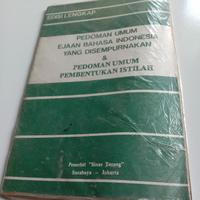 EDISI LENGKAP
PEDOMAN UMUM
EJAAN BAHASA INDONESIA
YANG DISEMPURNAKAN
&
PEDOMAN UMUM
PEMBENTUKAN ISTILAH
Penerbit "Sinar Terang"
Surabaya - Jakarta